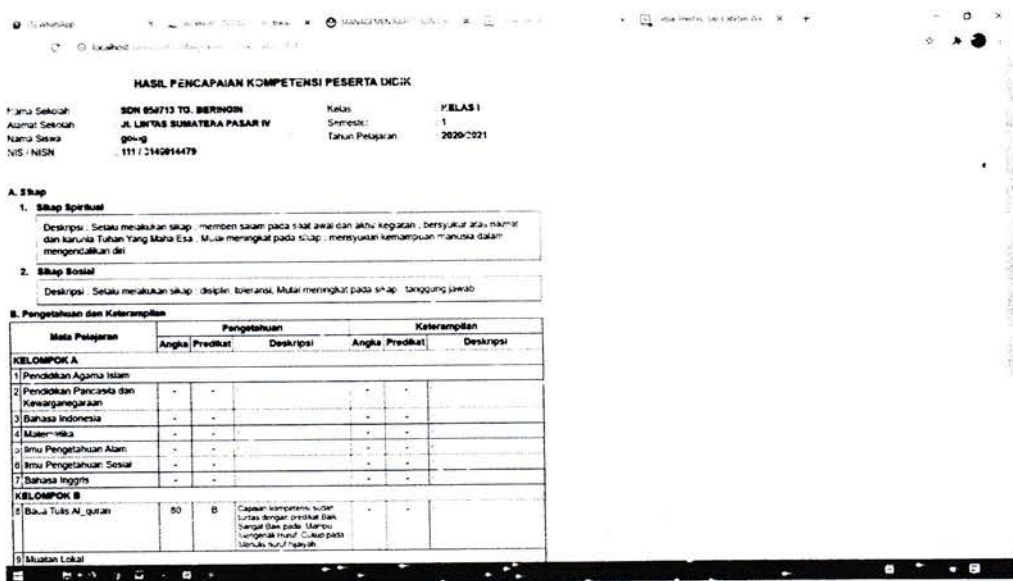 WhatsApp
localhost
HASIL PENCAPAIAN KOMPETENSI PESERTA DIDIK
Nama Sekolah SDN 050713 TG. BERINGIN Kelas : KELAS I
Alamat Sekolah JL LINTAS SUMATERA PASAR IV Semester : 1
Nama Siswa Tahun Pelajaran : 2020/2021
NIS / NISN : 111 / 3140914479
A. Sikap
1. Sikap Spiritual
Deskripsi : Selalu melakukan sikap : memberi salam pada saat awal dan akhir kegiatan , bersyukur atas nikmat
dan karunia Tuhan Yang Maha Esa , Mulai meningkat pada sikap : mensyukuri kemampuan manusia dalam
mengendalikan diri
2. Sikap Sosial
Deskripsi : Selalu melakukan sikap : disiplin, toleransi, Mulai meningkat pada sikap : tanggung jawab
B. Pengetahuan dan Keterampilan
Mata Pelajaran Pengetahuan Keterampilan
Angka Predikat Deskripsi Angka Predikat Deskripsi
KELOMPOK A
1 Pendidikan Agama Islam
2 Pendidikan Pancasila dan - - - -
Kewarganegaraan
3 Bahasa Indonesia - - - -
4 Matematika - - - -
5 Ilmu Pengetahuan Alam - - - -
6 Ilmu Pengetahuan Sosial - - - -
7 Bahasa Inggris - - - -
KELOMPOK B
8 Baca Tulis Al_quran 80 B Capaian kompetensi sudah - -
tuntas dengan predikat Baik.
Sangat Baik pada Mampu
Mengenali Huruf. Cukup pada
Menulis huruf hijaiyah
9 Muatan Lokal